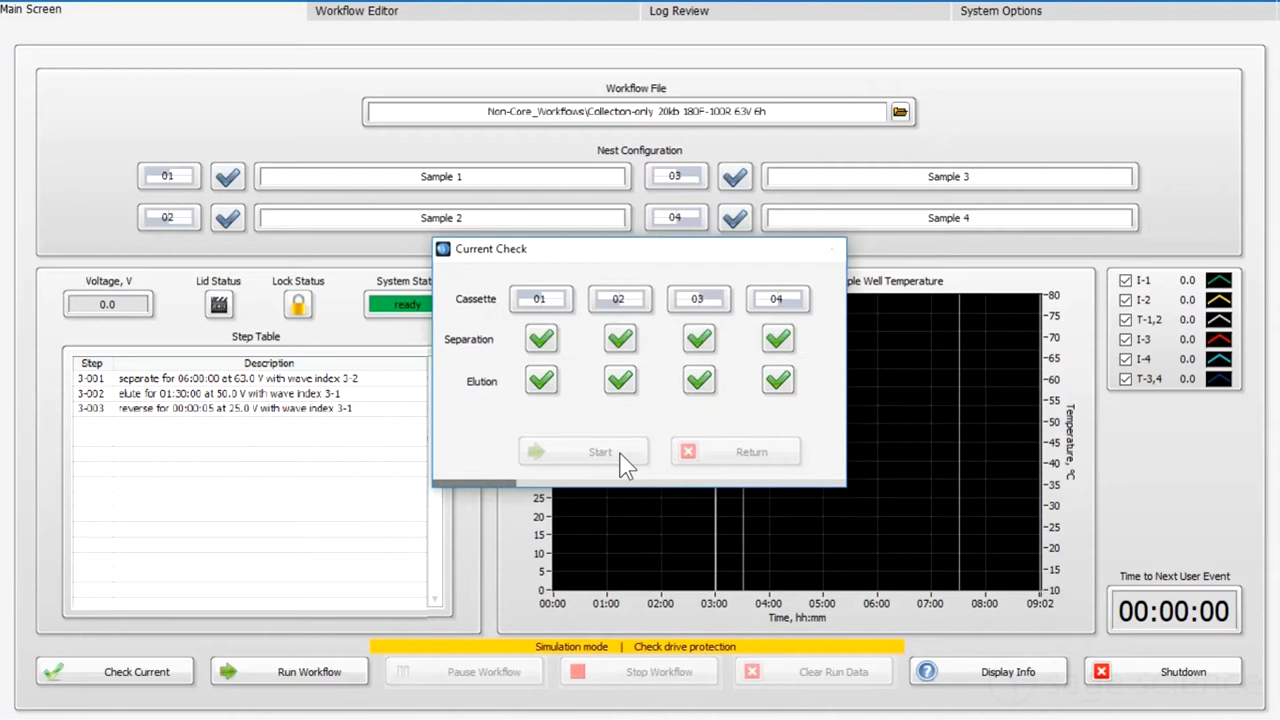 Main Screen
Workflow Editor
Log Review
System Options
Workflow File
Non-Core_Workflows\Collection-only 20kb 180F-100R 63V 6h
Nest Configuration
01 Sample 1 03 Sample 3
02 Sample 2 04 Sample 4
Current Check
Cassette 01 02 03 04
Separation
Elution
Start Return
Voltage, V
0.0
Lid Status
Lock Status
System Stat
ready
Step Table
Step Description
3-001 separate for 06:00:00 at 63.0 V with wave index 3-2
3-002 elute for 01:30:00 at 50.0 V with wave index 3-1
3-003 reverse for 00:00:05 at 25.0 V with wave index 3-1
ple Well Temperature
80
75
70
65
60
55
50
45
40
35
30
25
20
15
10
Temperature, °C
25
20
15
10
5
0
00:00 01:00 02:00 03:00 04:00 05:00 06:00 07:00 08:00 09:02
Time, hh:mm
I-1 0.0
I-2 0.0
T-1,2 0.0
I-3 0.0
I-4 0.0
T-3,4 0.0
Time to Next User Event
00:00:00
Simulation mode | Check drive protection
Check Current
Run Workflow
Pause Workflow
Stop Workflow
Clear Run Data
Display Info
Shutdown